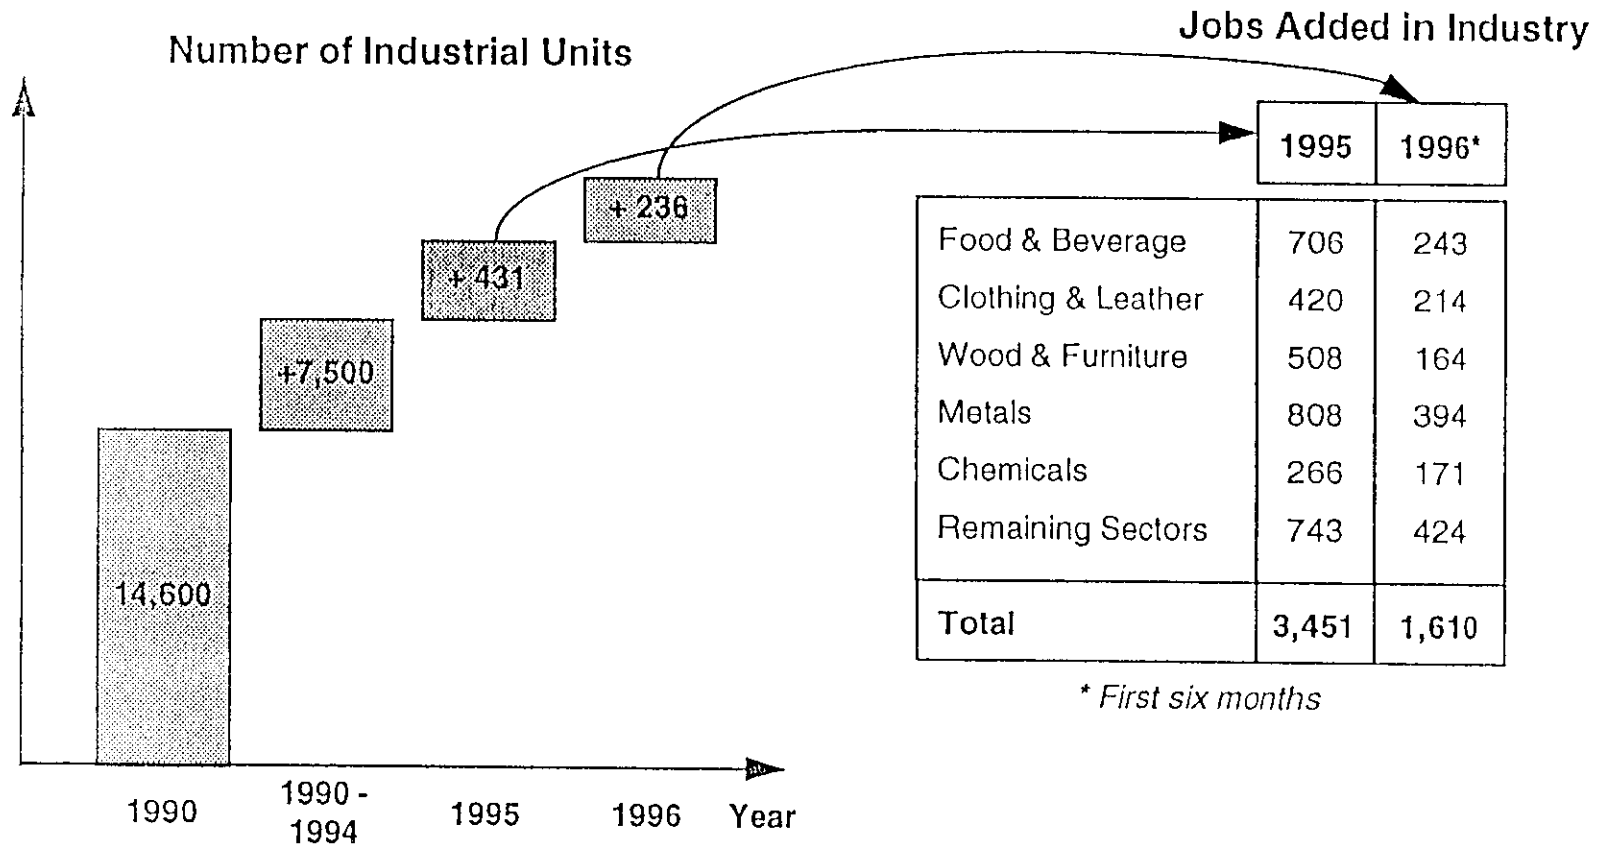 Number of Industrial Units
+ 236
+ 431
+7,500
14,600
1990
1990 -
1994
1995
1996
Year
Jobs Added in Industry
1995 1996*
Food & Beverage 706 243
Clothing & Leather 420 214
Wood & Furniture 508 164
Metals 808 394
Chemicals 266 171
Remaining Sectors 743 424
Total 3,451 1,610
* First six months